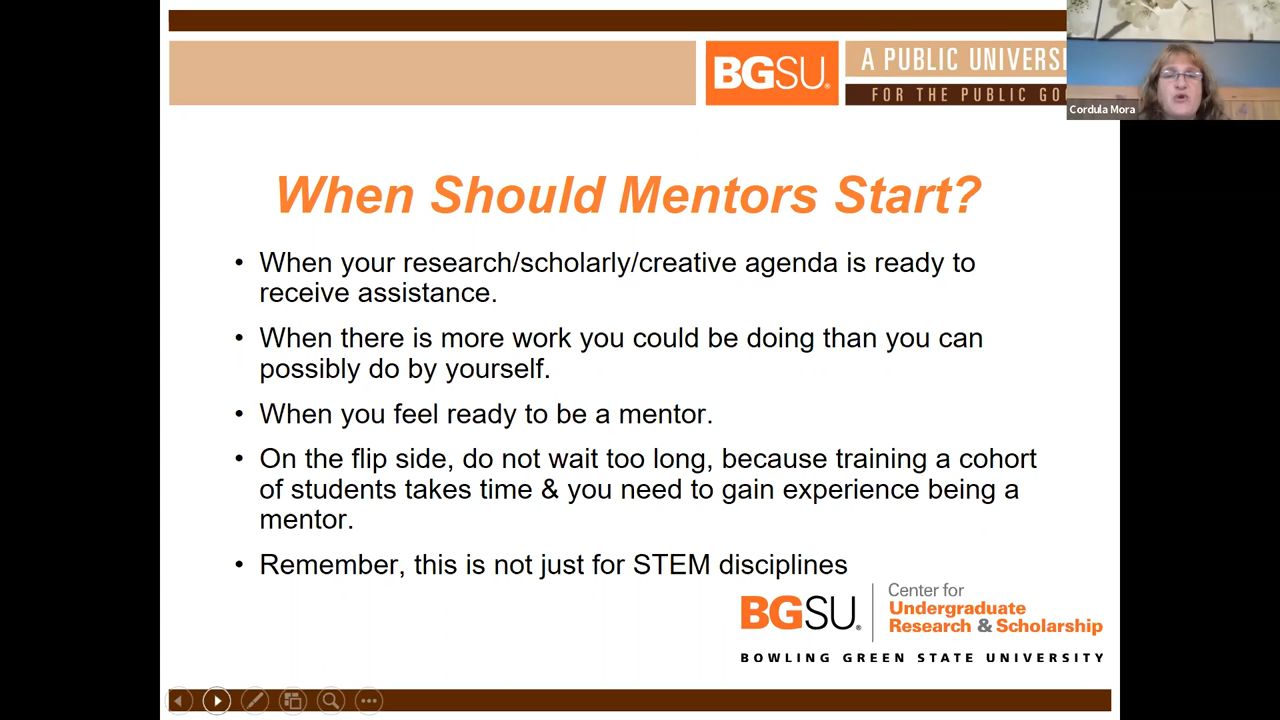 BGSU®
A PUBLIC UNIVERSI
FOR THE PUBLIC GO
Cordula Mora
When Should Mentors Start?
• When your research/scholarly/creative agenda is ready to
receive assistance.
• When there is more work you could be doing than you can
possibly do by yourself.
• When you feel ready to be a mentor.
• On the flip side, do not wait too long, because training a cohort
of students takes time & you need to gain experience being a
mentor.
• Remember, this is not just for STEM disciplines
BGSU®
Center for
Undergraduate
Research & Scholarship
BOWLING GREEN STATE UNIVERSITY